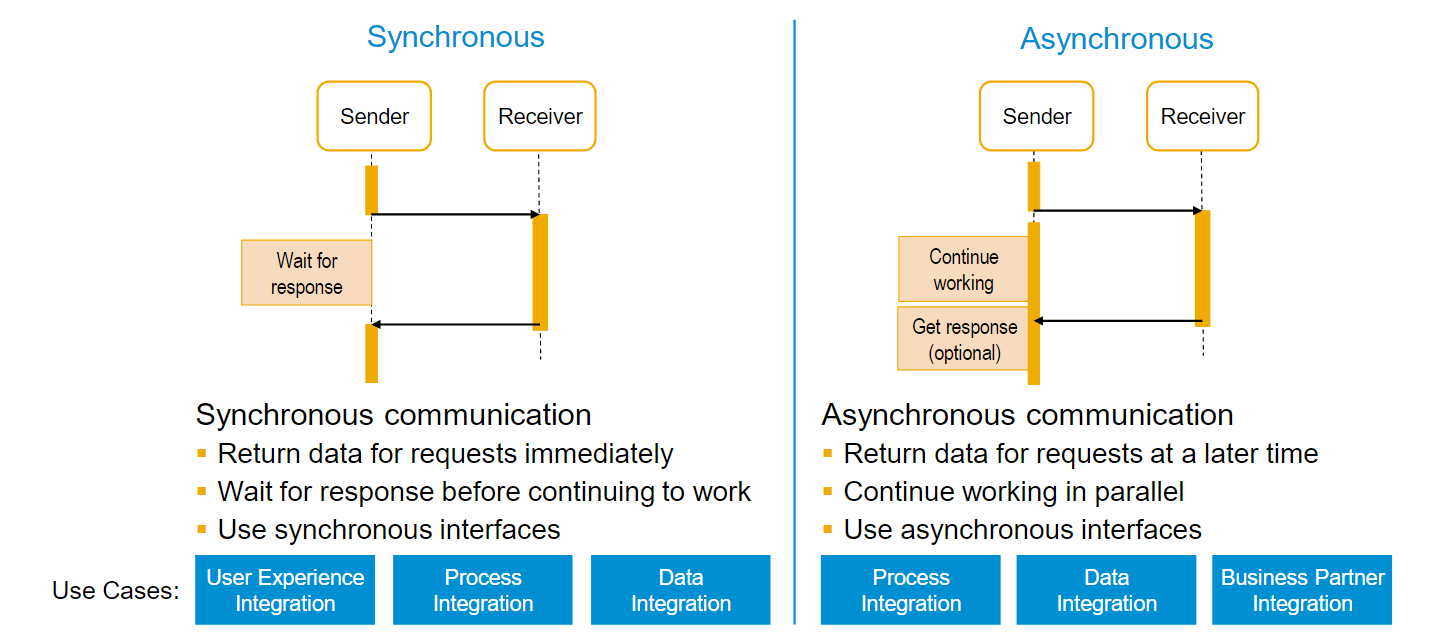 Synchronous
Sender
Receiver
Wait for
response
Synchronous communication
▪ Return data for requests immediately
▪ Wait for response before continuing to work
▪ Use synchronous interfaces
Asynchronous
Sender
Receiver
Continue
working
Get response
(optional)
Asynchronous communication
▪ Return data for requests at a later time
▪ Continue working in parallel
▪ Use asynchronous interfaces
Use Cases:
User Experience
Integration
Process
Integration
Data
Integration
Process
Integration
Data
Integration
Business Partner
Integration